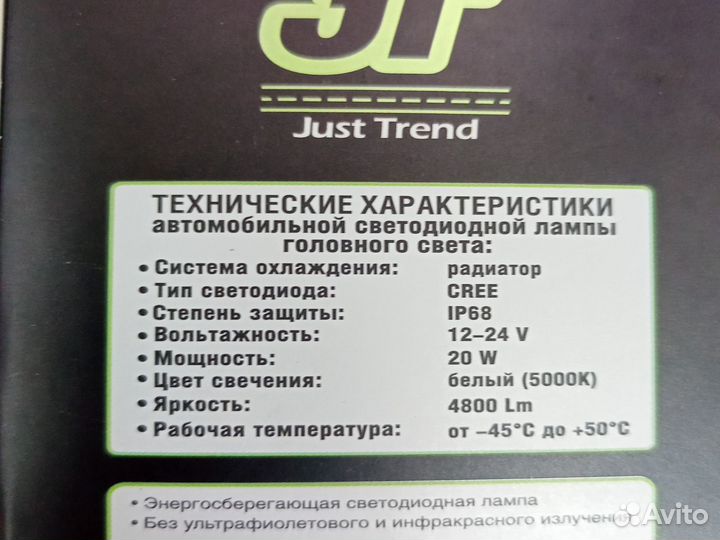 JT
Just Trend
ТЕХНИЧЕСКИЕ ХАРАКТЕРИСТИКИ
автомобильной светодиодной лампы
головного света:
• Система охлаждения: радиатор
• Тип светодиода: CREE
• Степень защиты: IP68
• Вольтажность: 12–24 V
• Мощность: 20 W
• Цвет свечения: белый (5000K)
• Яркость: 4800 Lm
• Рабочая температура: от –45°C до +50°C
• Энергосберегающая светодиодная лампа
• Без ультрафиолетового и инфракрасного излучения
Avito